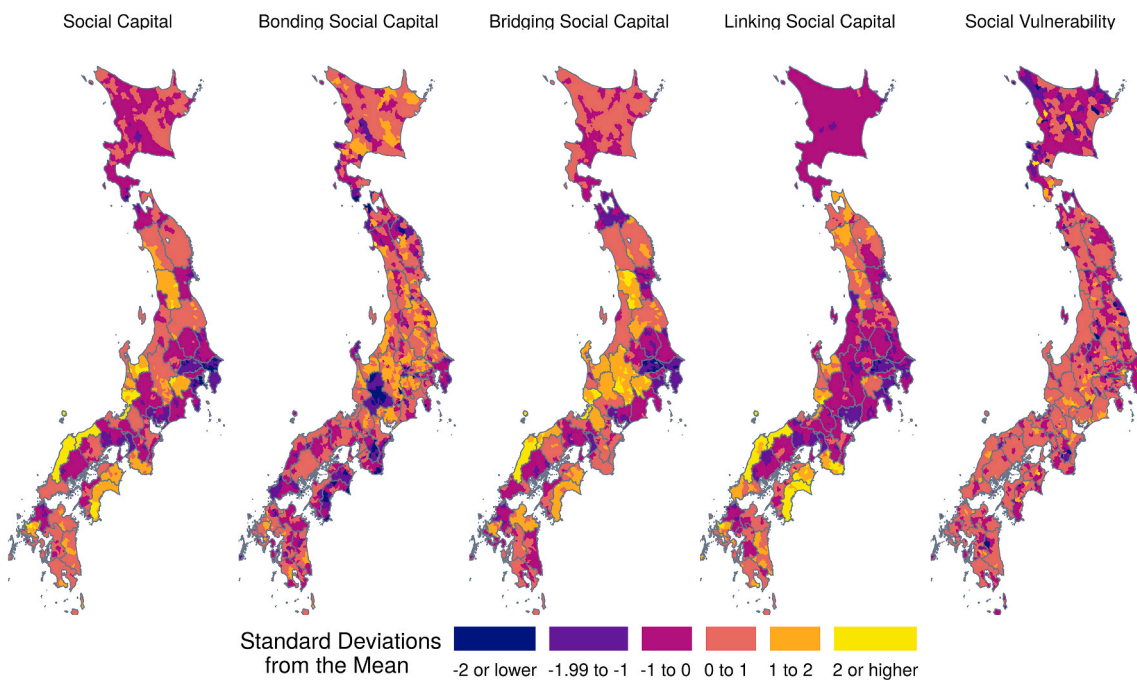 Social Capital
Bonding Social Capital
Bridging Social Capital
Linking Social Capital
Social Vulnerability
Standard Deviations
from the Mean
-2 or lower
-1.99 to -1
-1 to 0
0 to 1
1 to 2
2 or higher